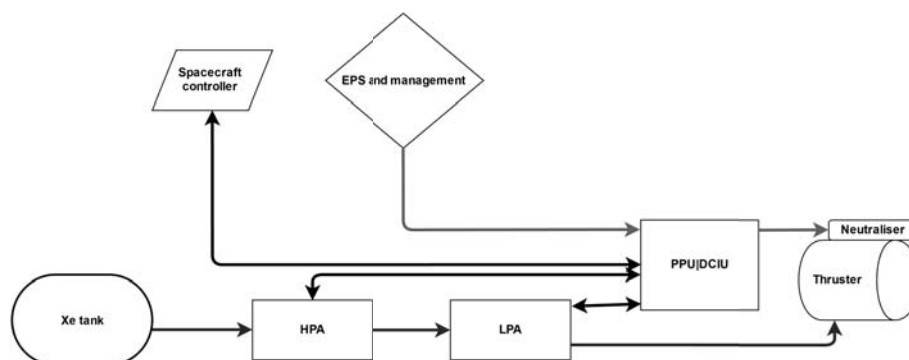 Spacecraft
controller
EPS and management
Neutraliser
PPU|DCIU
Thruster
Xe tank
HPA
LPA